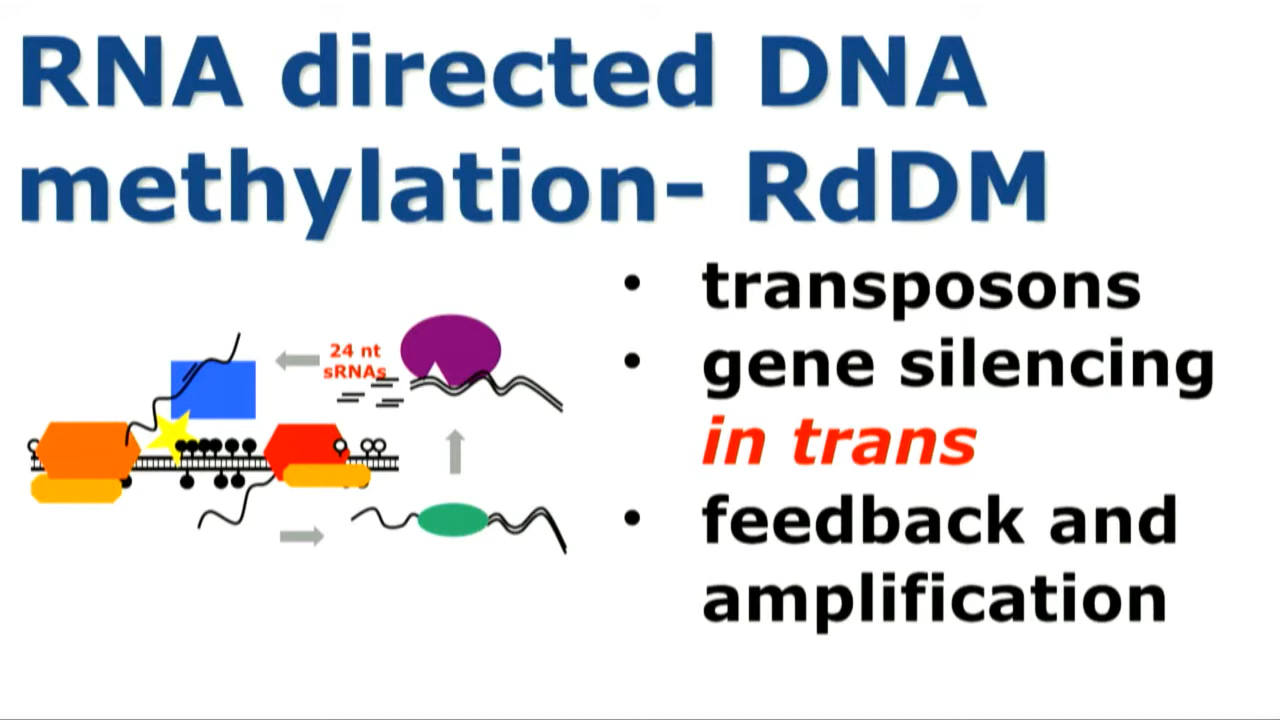 RNA directed DNA
methylation- RdDM
• transposons
• gene silencing
in trans
• feedback and
amplification
24 nt
sRNAs